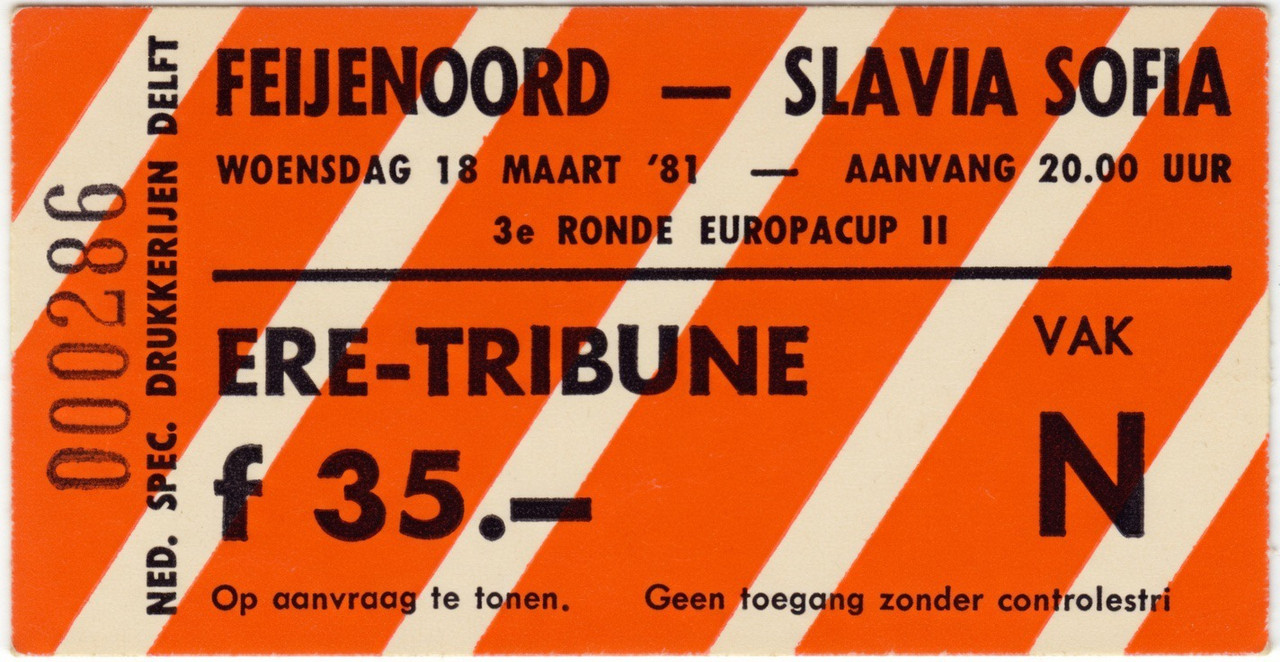 FEIJENOORD — SLAVIA SOFIA
WOENSDAG 18 MAART '81 — AANVANG 20.00 UUR
3e RONDE EUROPACUP II
ERE-TRIBUNE
VAK
f 35.–
N
Op aanvraag te tonen. Geen toegang zonder controlestri
NED. SPEC. DRUKKERIJEN DELFT
000286